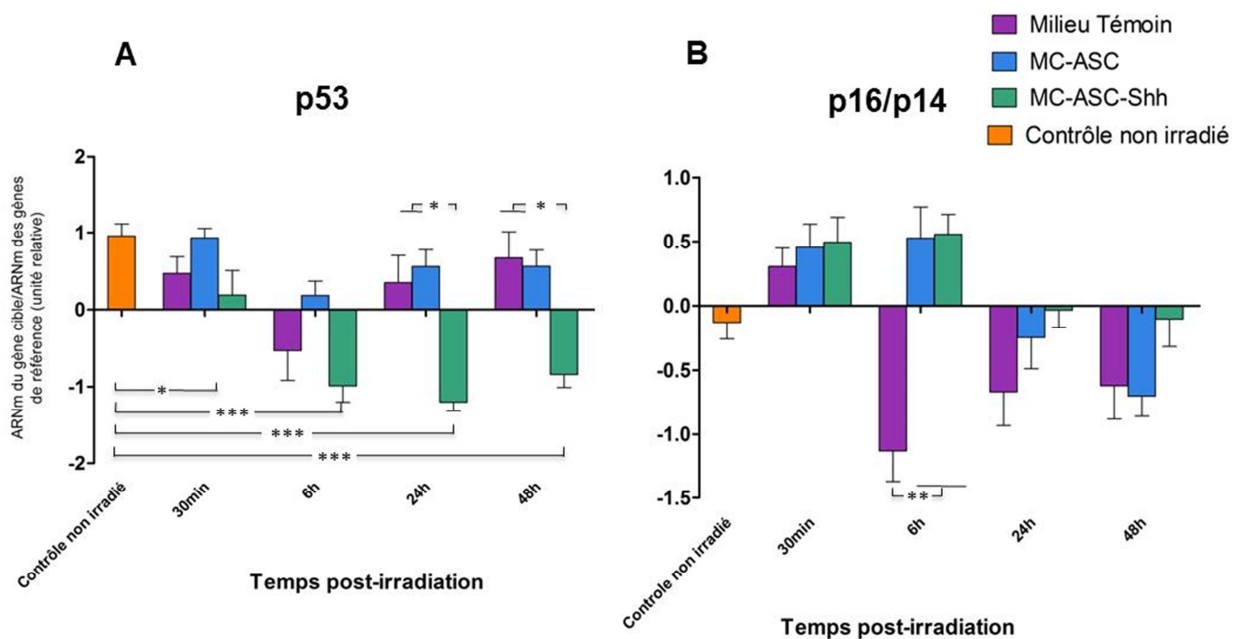 A
p53
ARNm du gène cible/ARNm des gènes
de référence (unité relative)
2
1
0
-1
-2
*
*
*
***
***
***
Contrôle non irradié
30min
6h
24h
48h
Temps post-irradiation
B
p16/p14
Milieu Témoin
MC-ASC
MC-ASC-Shh
Contrôle non irradié
1.0
0.5
0.0
-0.5
-1.0
-1.5
**
Controle non irradié
30min
6h
24h
48h
Temps post-irradiation